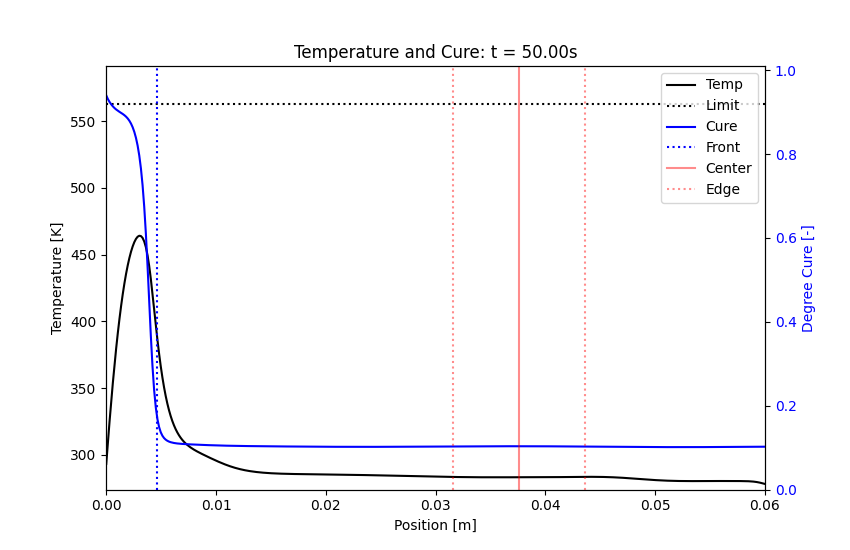 Temperature and Cure: t = 50.00s
Temp
Limit
Cure
Front
Center
Edge
550
500
450
400
350
300
Temperature [K]
1.0
0.8
0.6
0.4
0.2
0.0
Degree Cure [-]
0.00 0.01 0.02 0.03 0.04 0.05 0.06
Position [m]